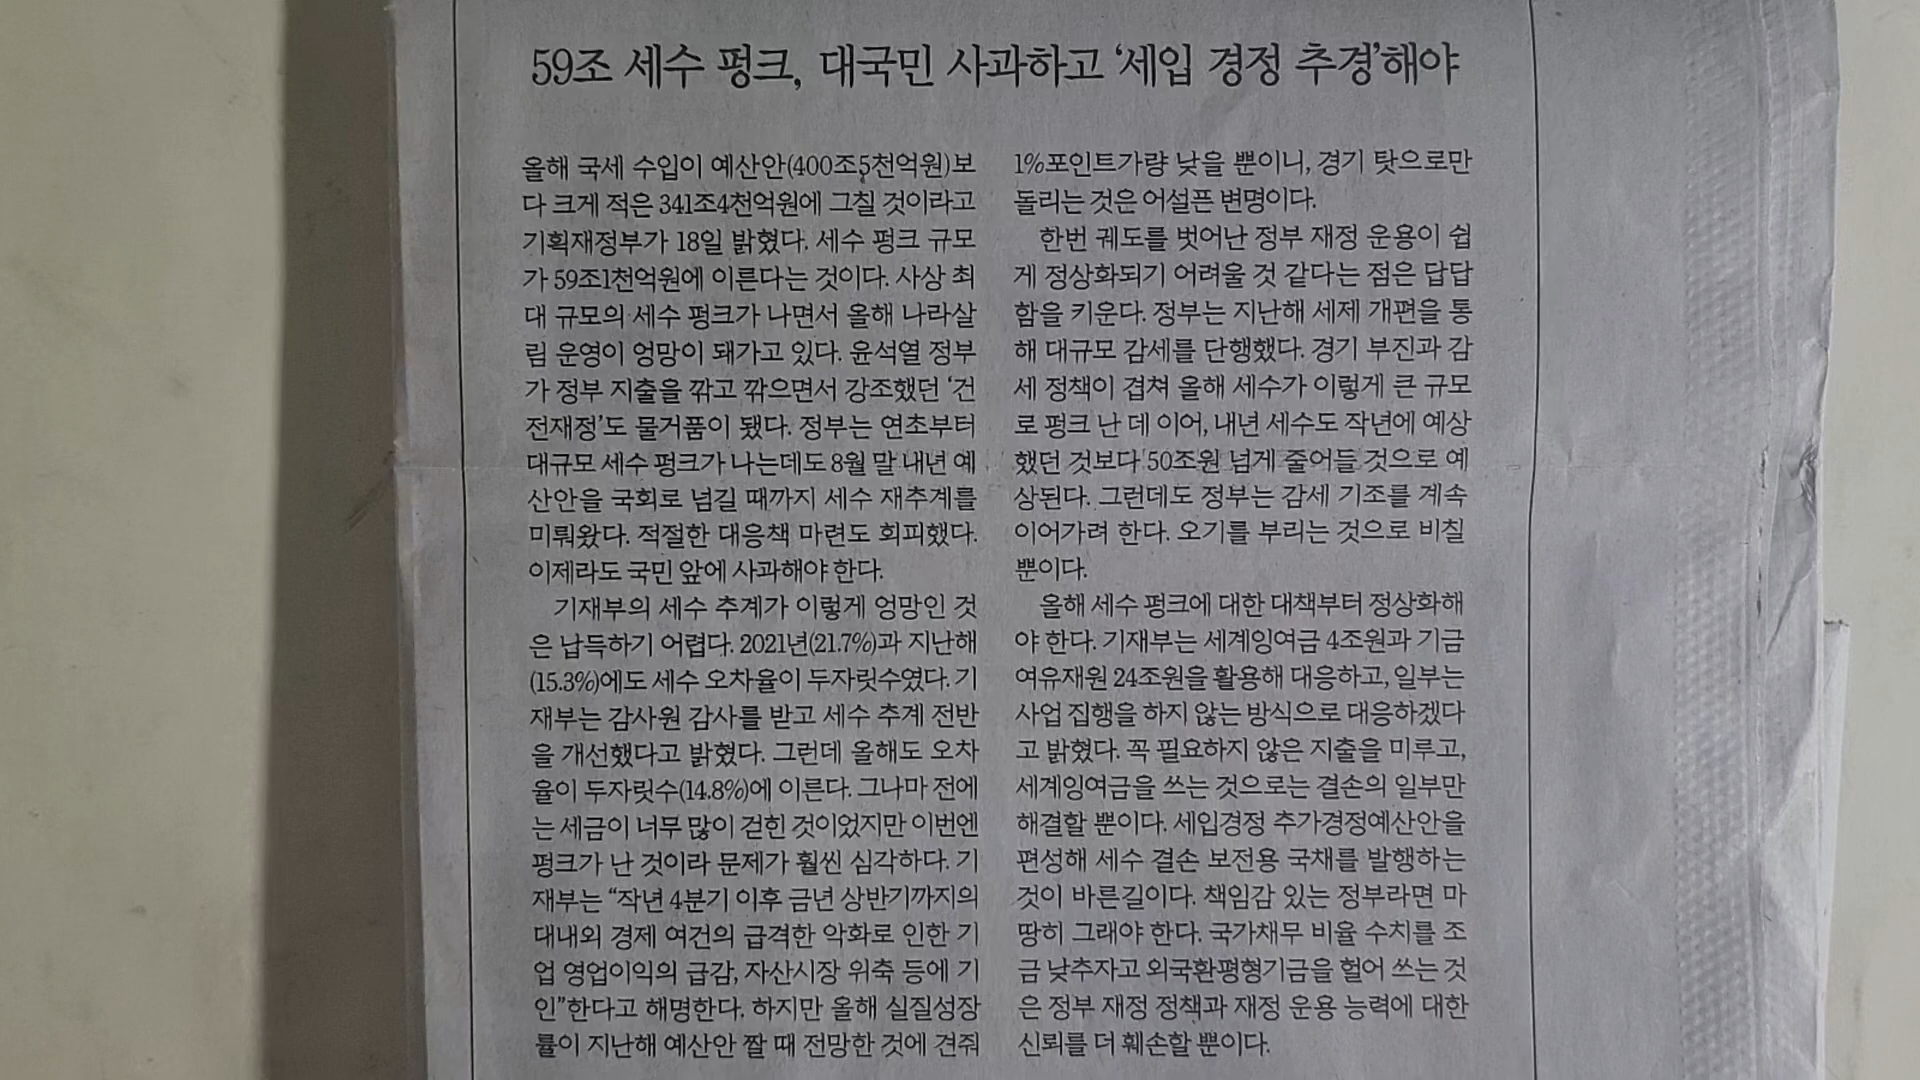 59조 세수 펑크, 대국민 사과하고 ‘세입 경정 추경’해야
올해 국세 수입이 예산안(400조5천억원)보
다 크게 적은 341조4천억원에 그칠 것이라고
기획재정부가 18일 밝혔다. 세수 펑크 규모
가 59조1천억원에 이른다는 것이다. 사상 최
대 규모의 세수 펑크가 나면서 올해 나라살
림 운영이 엉망이 돼가고 있다. 윤석열 정부
가 정부 지출을 깎고 깎으면서 강조했던 ‘건
전재정’도 물거품이 됐다. 정부는 연초부터
대규모 세수 펑크가 나는데도 8월 말 내년 예
산안을 국회로 넘길 때까지 세수 재추계를
미뤄왔다. 적절한 대응책 마련도 회피했다.
이제라도 국민 앞에 사과해야 한다.
기재부의 세수 추계가 이렇게 엉망인 것
은 납득하기 어렵다. 2021년(21.7%)과 지난해
(15.3%)에도 세수 오차율이 두자릿수였다. 기
재부는 감사원 감사를 받고 세수 추계 전반
을 개선했다고 밝혔다. 그런데 올해도 오차
율이 두자릿수(14.8%)에 이른다. 그나마 전에
는 세금이 너무 많이 걷힌 것이었지만 이번엔
펑크가 난 것이라 문제가 훨씬 심각하다. 기
재부는 “작년 4분기 이후 금년 상반기까지의
대내외 경제 여건의 급격한 악화로 인한 기
업 영업이익의 급감, 자산시장 위축 등에 기
인”한다고 해명한다. 하지만 올해 실질성장
률이 지난해 예산안 짤 때 전망한 것에 견줘
1%포인트가량 낮을 뿐이니, 경기 탓으로만
돌리는 것은 어설픈 변명이다.
한번 궤도를 벗어난 정부 재정 운용이 쉽
게 정상화되기 어려울 것 같다는 점은 답답
함을 키운다. 정부는 지난해 세제 개편을 통
해 대규모 감세를 단행했다. 경기 부진과 감
세 정책이 겹쳐 올해 세수가 이렇게 큰 규모
로 펑크 난 데 이어, 내년 세수도 작년에 예상
했던 것보다 50조원 넘게 줄어들 것으로 예
상된다. 그런데도 정부는 감세 기조를 계속
이어가려 한다. 오기를 부리는 것으로 비칠
뿐이다.
올해 세수 펑크에 대한 대책부터 정상화해
야 한다. 기재부는 세계잉여금 4조원과 기금
여유재원 24조원을 활용해 대응하고, 일부는
사업 집행을 하지 않는 방식으로 대응하겠다
고 밝혔다. 꼭 필요하지 않은 지출을 미루고,
세계잉여금을 쓰는 것으로는 결손의 일부만
해결할 뿐이다. 세입경정 추가경정예산안을
편성해 세수 결손 보전용 국채를 발행하는
것이 바른길이다. 책임감 있는 정부라면 마
땅히 그래야 한다. 국가채무 비율 수치를 조
금 낮추자고 외국환평형기금을 헐어 쓰는 것
은 정부 재정 정책과 재정 운용 능력에 대한
신뢰를 더 훼손할 뿐이다.